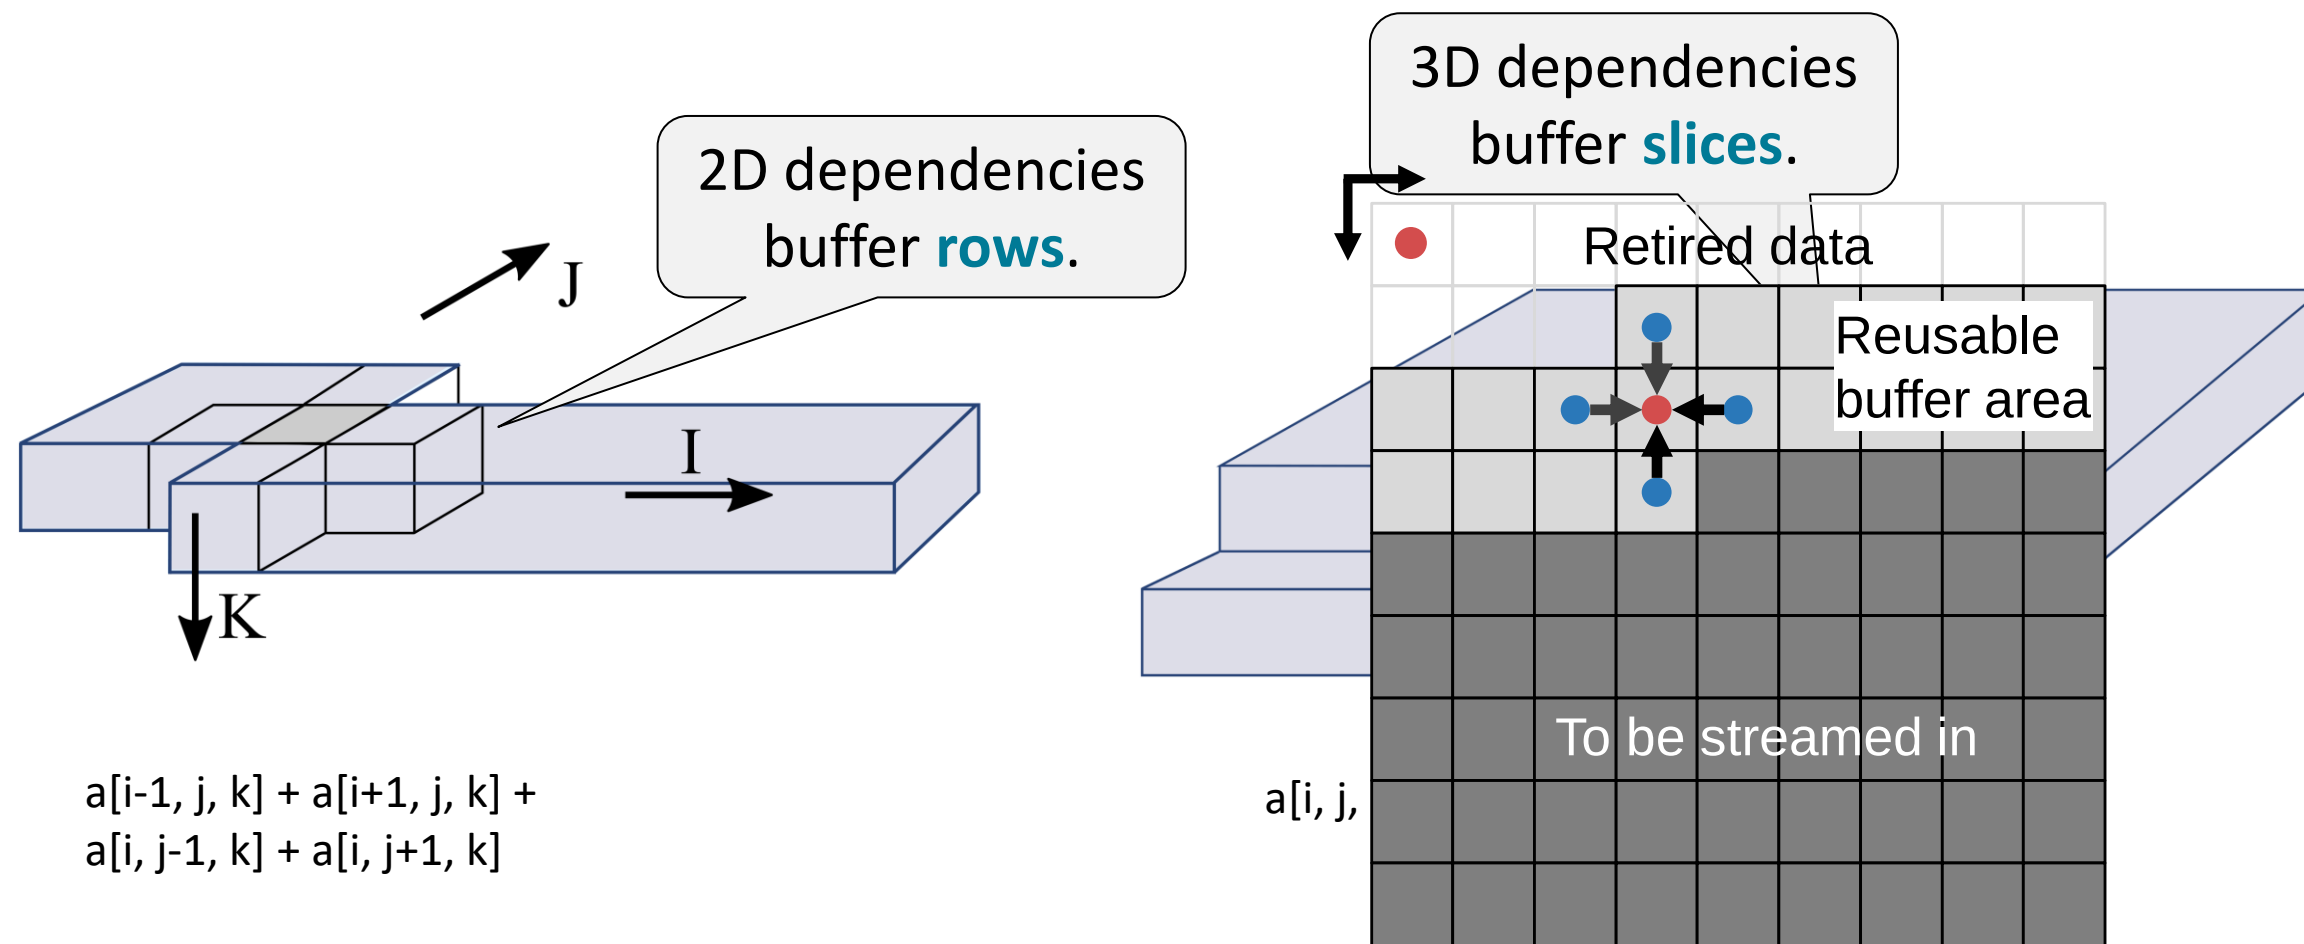 3D dependencies
buffer slices.
2D dependencies
buffer rows.
Retired data
J
Reusable
buffer area
I
K
To be streamed in
a[i-1, j, k] + a[i+1, j, k] +
a[i, j-1, k] + a[i, j+1, k]
a[i, j,